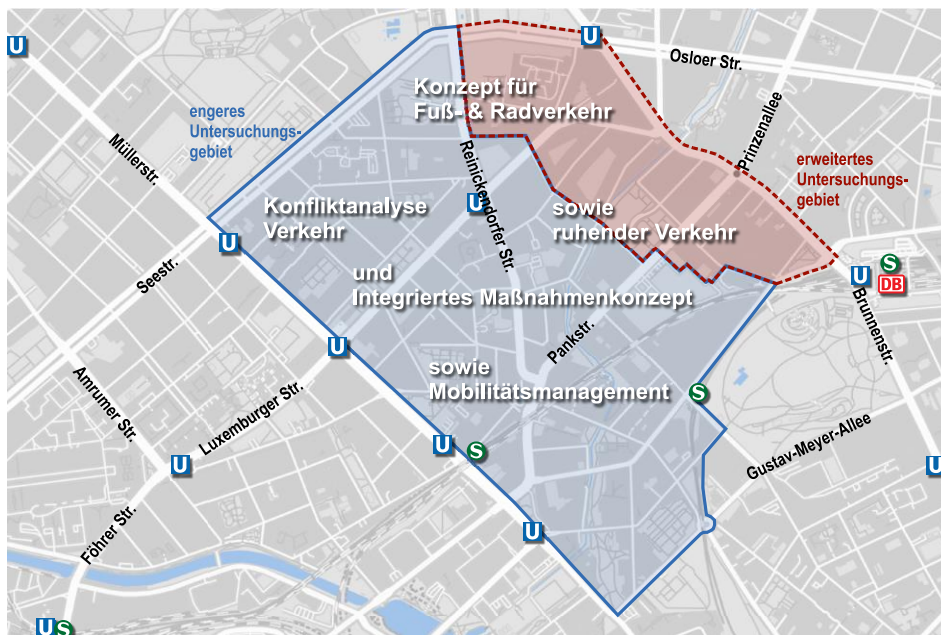 U
U
Osloer Str.
Konzept für
Fuß- & Radverkehr
engeres
Untersuchungs-
gebiet
Müllerstr.
Prinzenallee
erweitertes
Untersuchungs-
gebiet
Reinickendorfer Str.
U
Konfliktanalyse
Verkehr
sowie
ruhender Verkehr
U
Seestr.
S
U
DB
und
Integriertes Maßnahmenkonzept
Brunnenstr.
Pankstr.
U
sowie
Mobilitätsmanagement
S
Amrumer Str.
Luxemburger Str.
U
S
Gustav-Meyer-Allee
U
U
Föhrer Str.
U
U
S